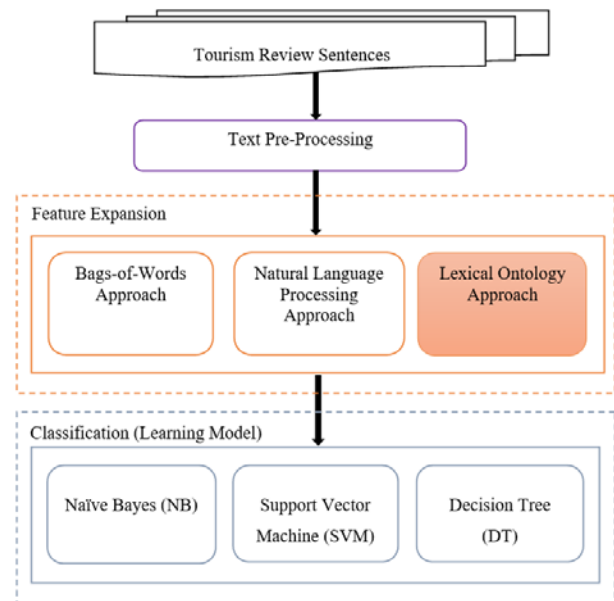 Tourism Review Sentences
Text Pre-Processing
Feature Expansion
Bags-of-Words
Approach
Natural Language
Processing
Approach
Lexical Ontology
Approach
Classification (Learning Model)
Naïve Bayes (NB)
Support Vector
Machine (SVM)
Decision Tree
(DT)